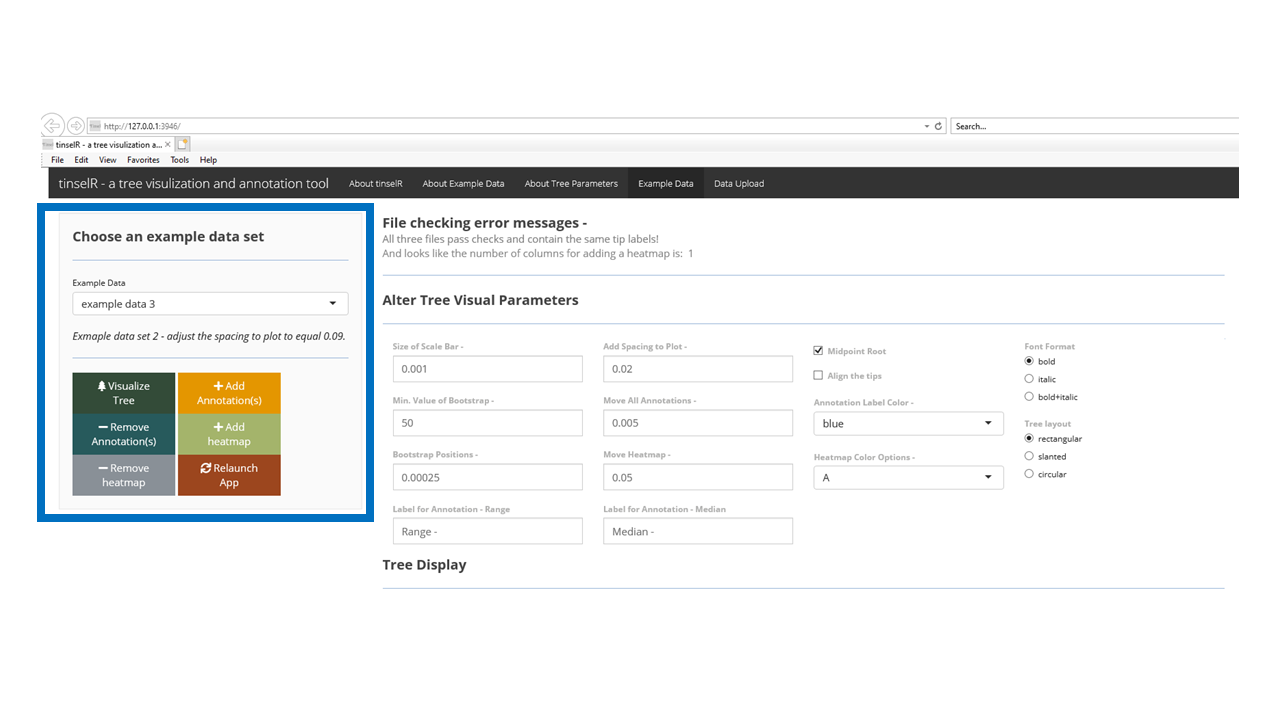 http://127.0.0.1:3946/
Search...
tinselR - a tree visulization a...
File Edit View Favorites Tools Help
tinselR - a tree visulization and annotation tool About tinselR About Example Data About Tree Parameters Example Data Data Upload
Choose an example data set
Example Data
example data 3
Exmaple data set 2 - adjust the spacing to plot to equal 0.09.
Visualize
Tree
Add
Annotation(s)
Remove
Annotation(s)
Add
heatmap
Remove
heatmap
Relaunch
App
File checking error messages -
All three files pass checks and contain the same tip labels!
And looks like the number of columns for adding a heatmap is: 1
Alter Tree Visual Parameters
Size of Scale Bar -
0.001
Min. Value of Bootstrap -
50
Bootstrap Positions -
0.00025
Label for Annotation - Range
Range -
Add Spacing to Plot -
0.02
Move All Annotations -
0.005
Move Heatmap -
0.05
Label for Annotation - Median
Median -
Midpoint Root
Align the tips
Annotation Label Color -
blue
Heatmap Color Options -
A
Font Format
bold
italic
bold+italic
Tree layout
rectangular
slanted
circular
Tree Display